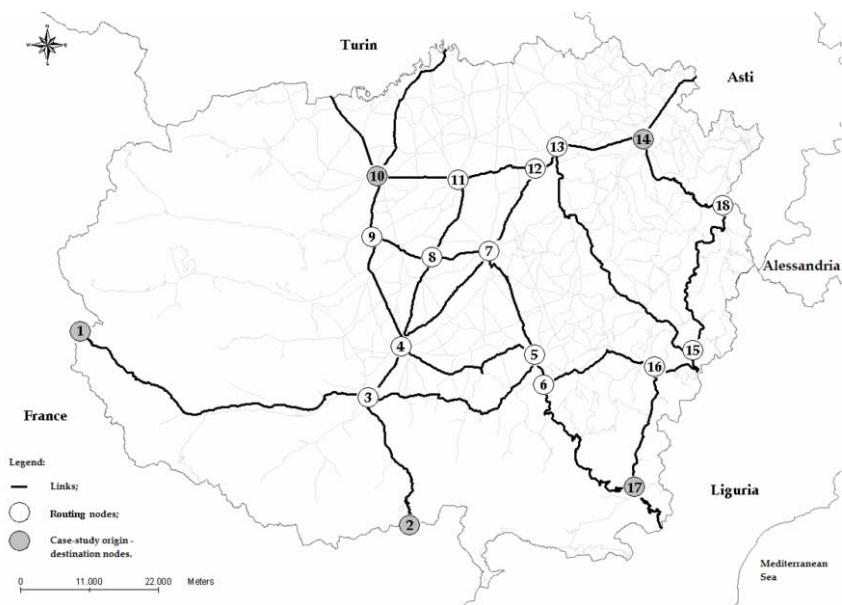 N
Turin
Asti
14
13
12
10
11
18
9
7
8
Alessandria
1
4
15
5
16
6
3
France
17
Liguria
2
Legend:
Links;
Routing nodes;
Case-study origin -
destination nodes.
0 11.000 22.000 Meters
Mediterranean
Sea